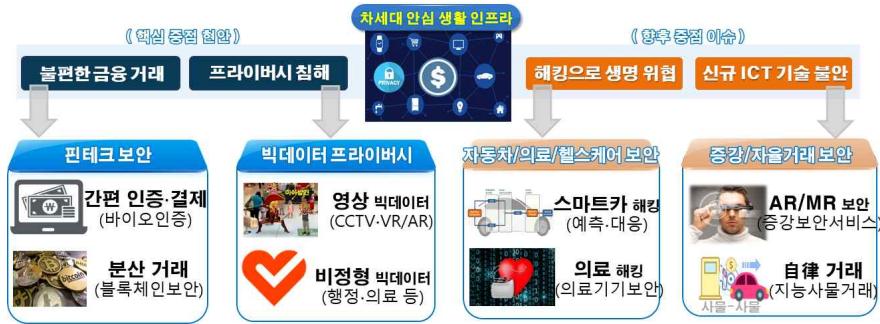 차세대 안심 생활 인프라
( 핵심 중점 현안 )
( 향후 중점 이슈 )
불편한 금융 거래
프라이버시 침해
해킹으로 생명 위협
신규 ICT 기술 불안
PRIVACY
$
핀테크 보안
빅데이터 프라이버시
자동차/의료/헬스케어 보안
증강/자율거래 보안
₩
간편 인증·결제
(바이오인증)
bitcoin
분산 거래
(블록체인보안)
영상 빅데이터
(CCTV·VR/AR)
비정형 빅데이터
(행정·의료 등)
스마트카 해킹
(예측·대응)
의료 해킹
(의료기기보안)
AR/MR 보안
(증강보안서비스)
$
사물-사물
自律 거래
(지능사물거래)